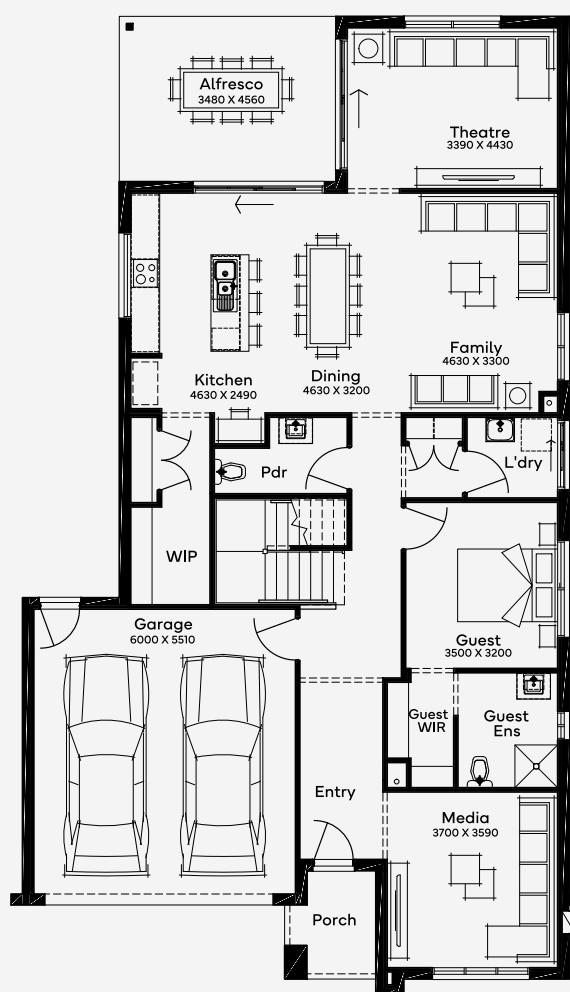 Alfresco
3480 X 4560
Theatre
3390 X 4430
Family
4630 X 3300
Dining
4630 X 3200
Kitchen
4630 X 2490
Pdr
L'dry
WIP
Garage
6000 X 5510
Guest
3500 X 3200
Guest
WIR
Guest
Ens
Entry
Media
3700 X 3590
Porch